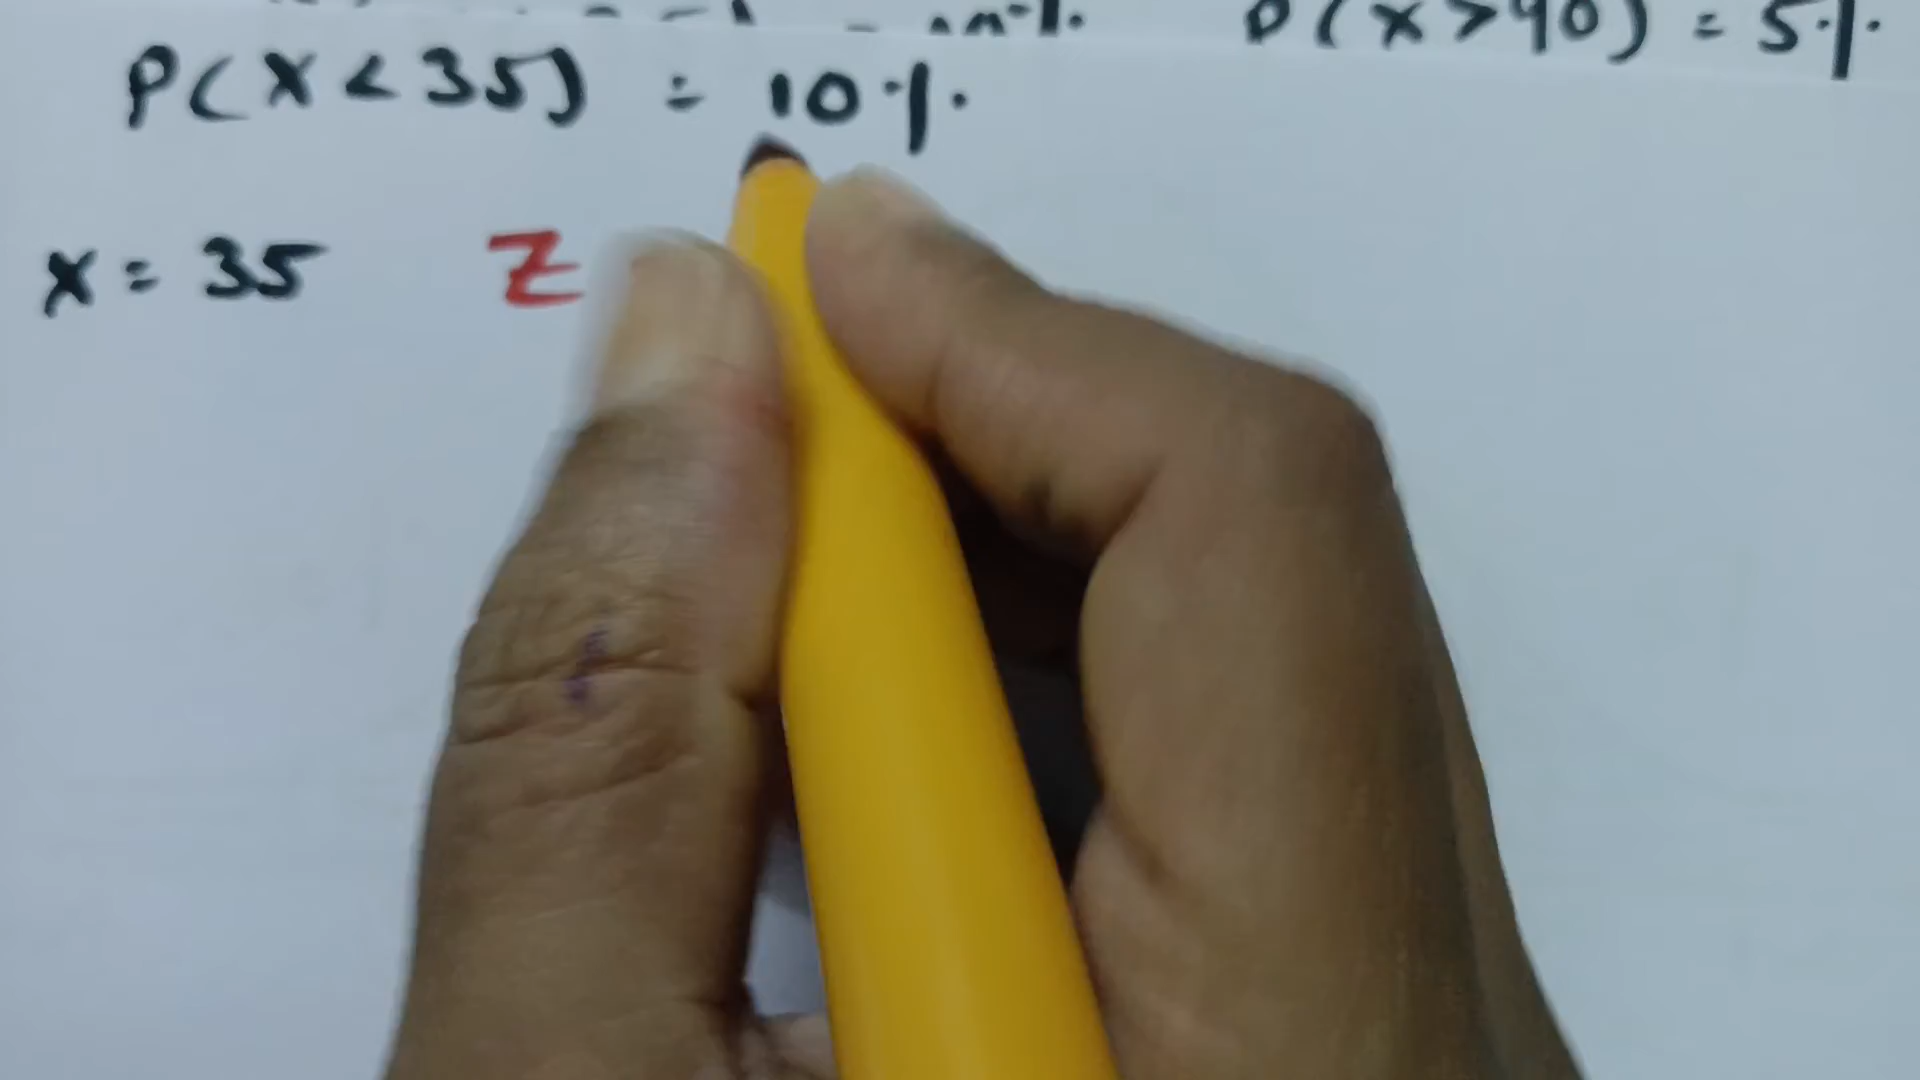 P(x>90) = 5%
P(x<35) = 10%
x = 35 Z